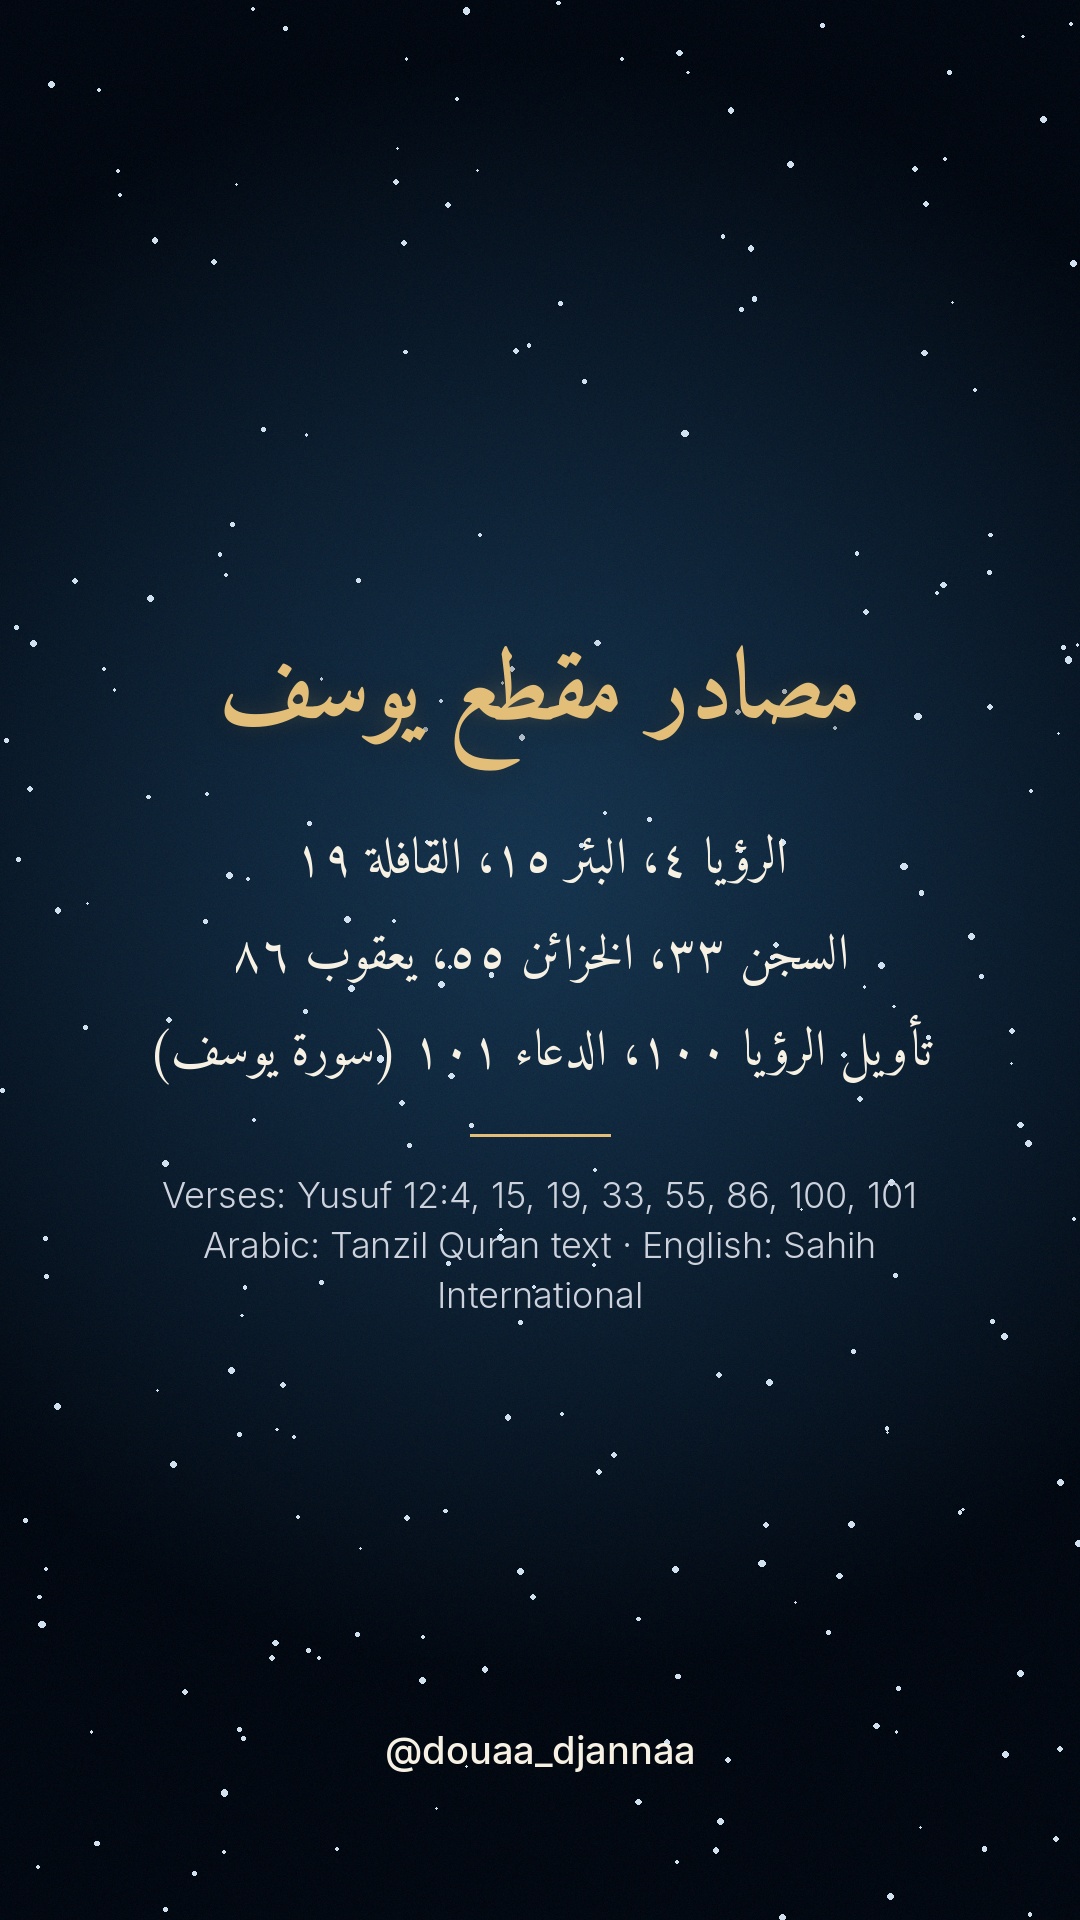 مصادر مقطع يوسف
الرؤيا ٤، البئر ١٥، القافلة ١٩
السجن ٣٣، الخزائن ٥٥، يعقوب ٨٦
تأويل الرؤيا ١٠٠، الدعاء ١٠١ (سورة يوسف)
Verses: Yusuf 12:4, 15, 19, 33, 55, 86, 100, 101
Arabic: Tanzil Quran text · English: Sahih
International
@douaa_djannaa